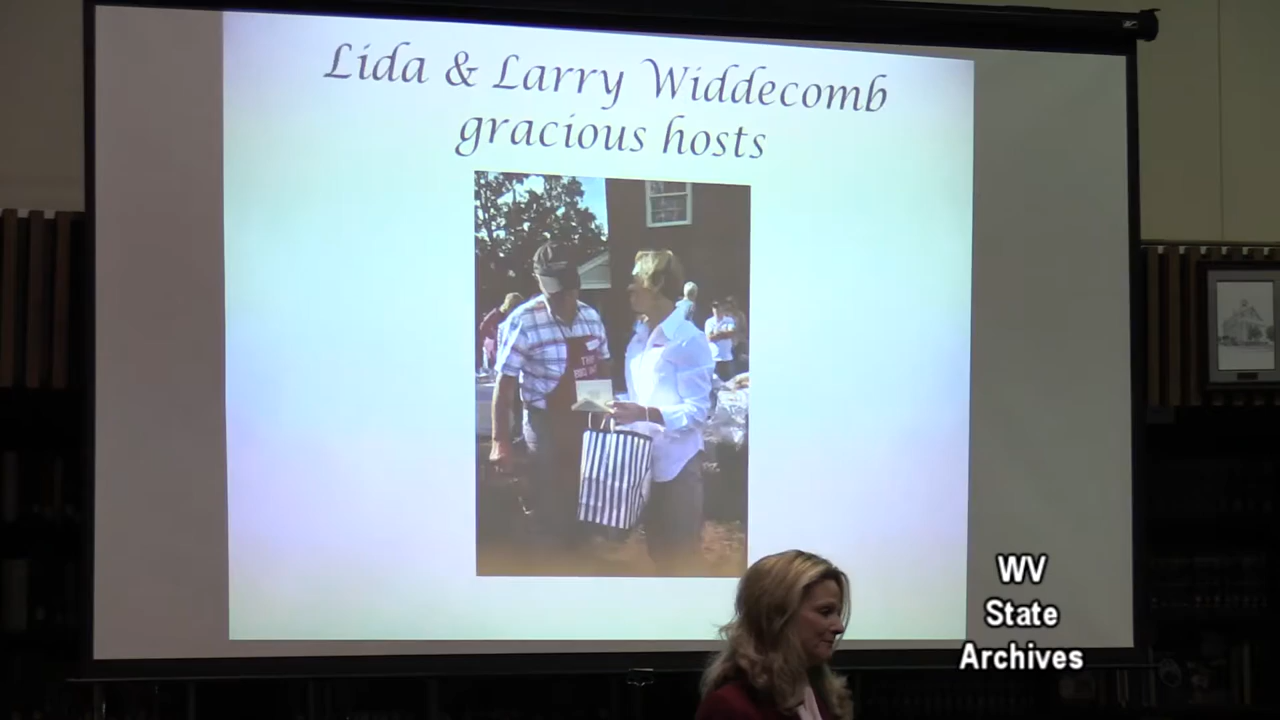 Lida & Larry Widdecomb
gracious hosts
WV
State
Archives